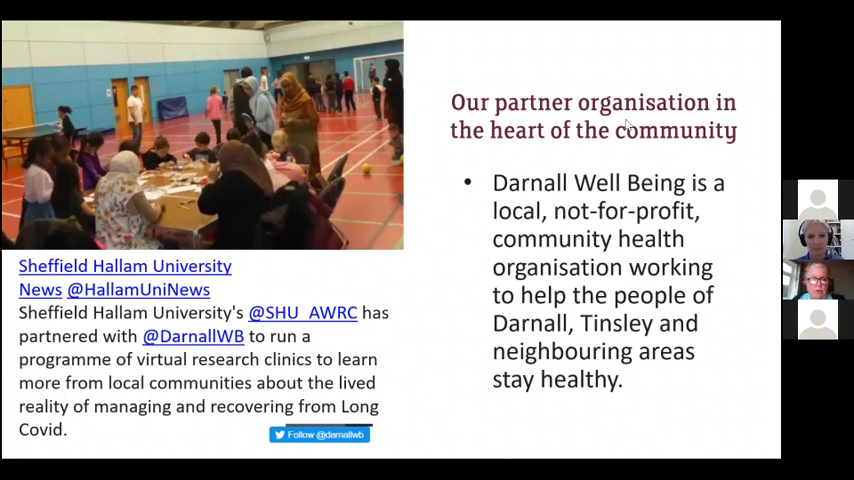 Our partner organisation in
the heart of the community
• Darnall Well Being is a
local, not-for-profit,
community health
organisation working
to help the people of
Darnall, Tinsley and
neighbouring areas
stay healthy.
Sheffield Hallam University
News @HallamUniNews
Sheffield Hallam University's @SHU_AWRC has
partnered with @DarnallWB to run a
programme of virtual research clinics to learn
more from local communities about the lived
reality of managing and recovering from Long
Covid.
Follow @darnallwb